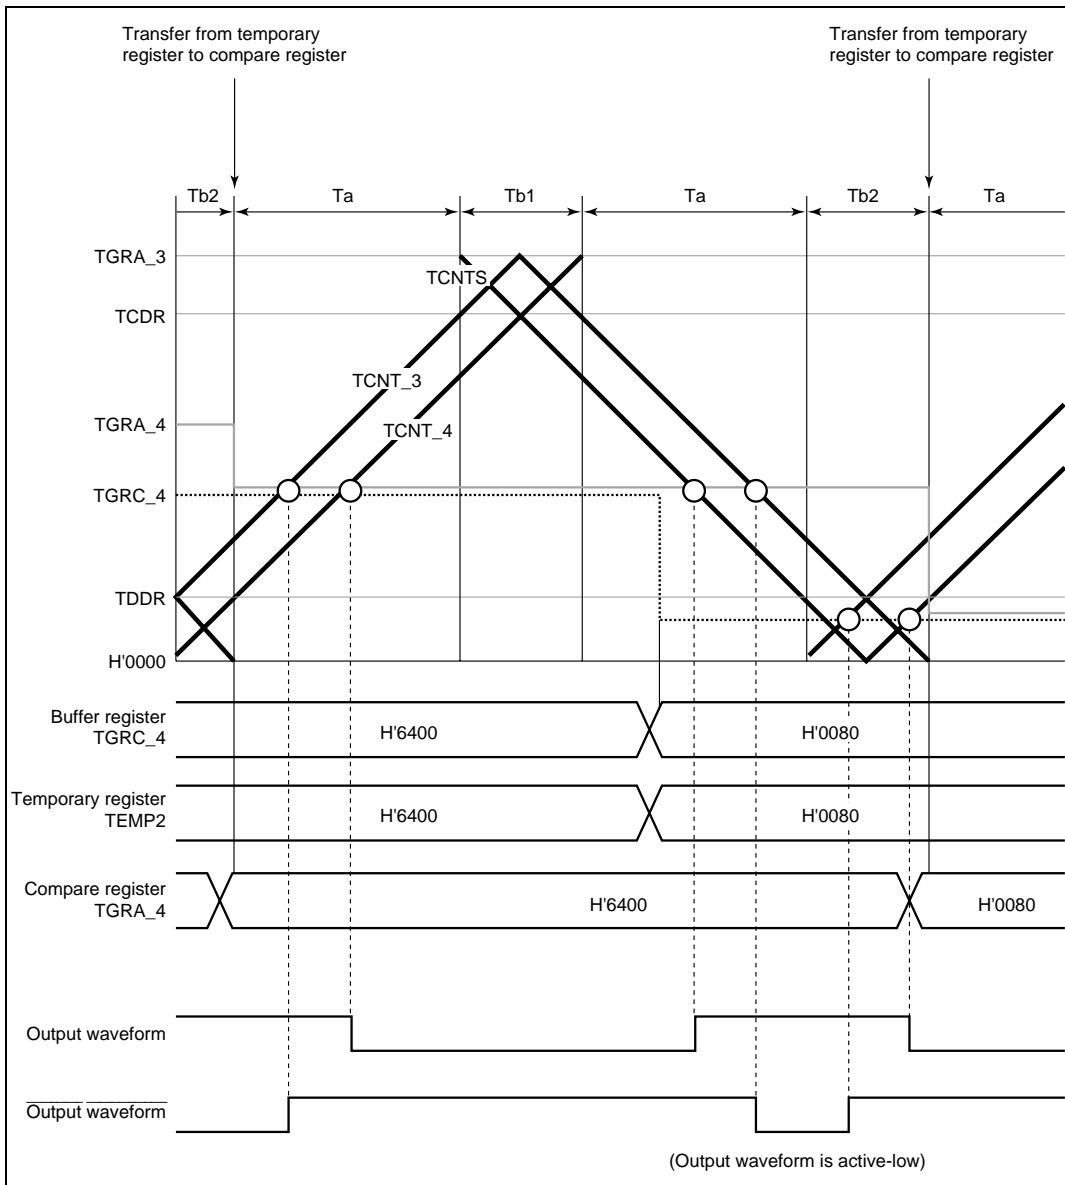 Transfer from temporary
register to compare register
Transfer from temporary
register to compare register
Tb2
Ta
Tb1
Ta
Tb2
Ta
TGRA_3
TCNTS
TCDR
TCNT_3
TGRA_4
TCNT_4
TGRC_4
TDDR
H'0000
Buffer register
TGRC_4
H'6400
H'0080
Temporary register
TEMP2
H'6400
H'0080
Compare register
TGRA_4
H'6400
H'0080
Output waveform
Output waveform
(Output waveform is active-low)